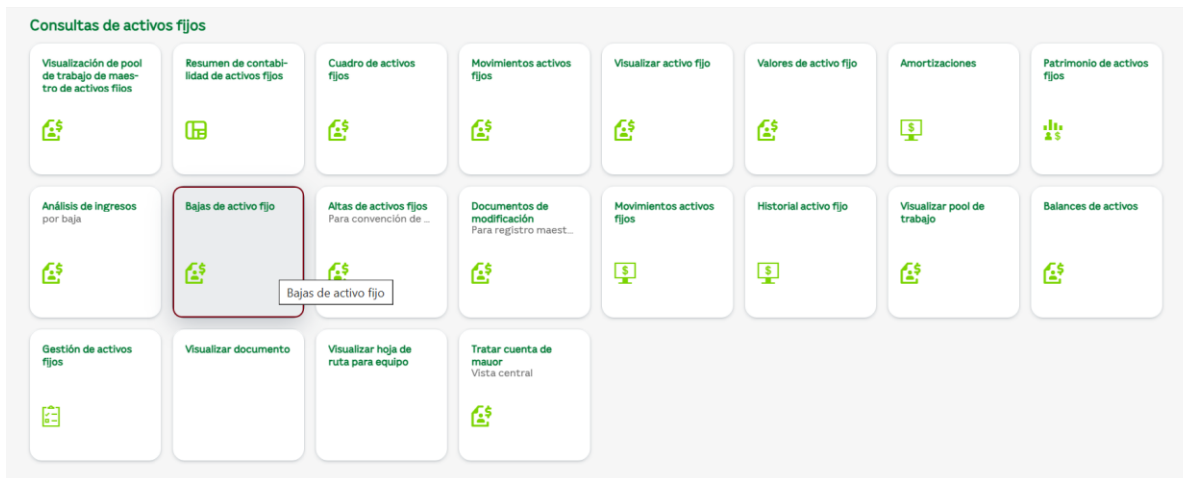 Consultas de activos fijos
Visualización de pool
de trabajo de maes-
tro de activos fijos
Resumen de contabi-
lidad de activos fijos
Cuadro de activos
fijos
Movimientos activos
fijos
Visualizar activo fijo
Valores de activo fijo
Amortizaciones
Patrimonio de activos
fijos
Análisis de ingresos
por baja
Bajas de activo fijo
Altas de activos fijos
Para convención de ...
Documentos de
modificación
Para registro maest...
Movimientos activos
fijos
Historial activo fijo
Visualizar pool de
trabajo
Balances de activos
Bajas de activo fijo
Gestión de activos
fijos
Visualizar documento
Visualizar hoja de
ruta para equipo
Tratar cuenta de
mayor
Vista central